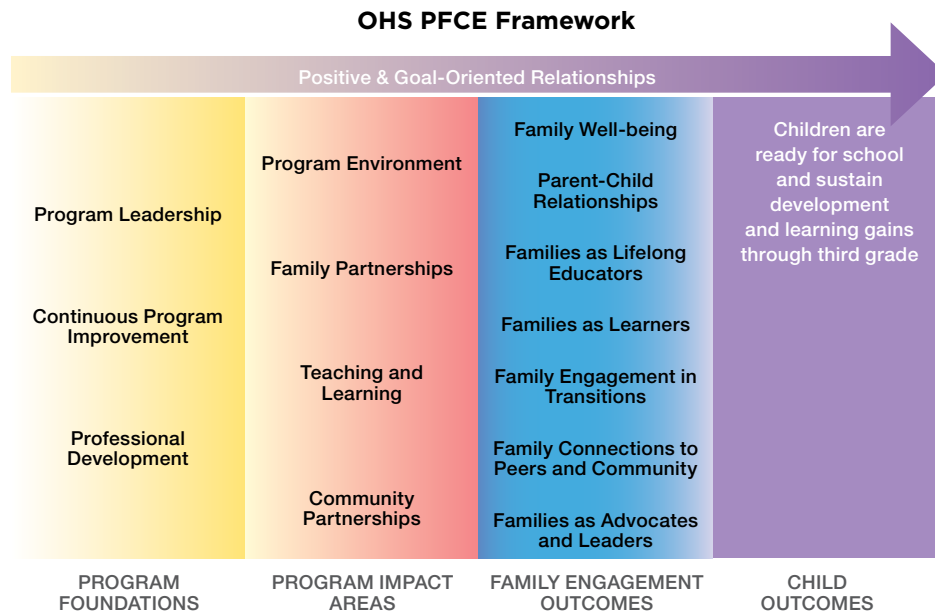 OHS PFCE Framework
Positive & Goal-Oriented Relationships
Program Leadership
Continuous Program
Improvement
Professional
Development
PROGRAM
FOUNDATIONS
Program Environment
Family Partnerships
Teaching and
Learning
Community
Partnerships
PROGRAM IMPACT
AREAS
Family Well-being
Parent-Child
Relationships
Families as Lifelong
Educators
Families as Learners
Family Engagement in
Transitions
Family Connections to
Peers and Community
Families as Advocates
and Leaders
FAMILY ENGAGEMENT
OUTCOMES
Children are
ready for school
and sustain
development
and learning gains
through third grade
CHILD
OUTCOMES